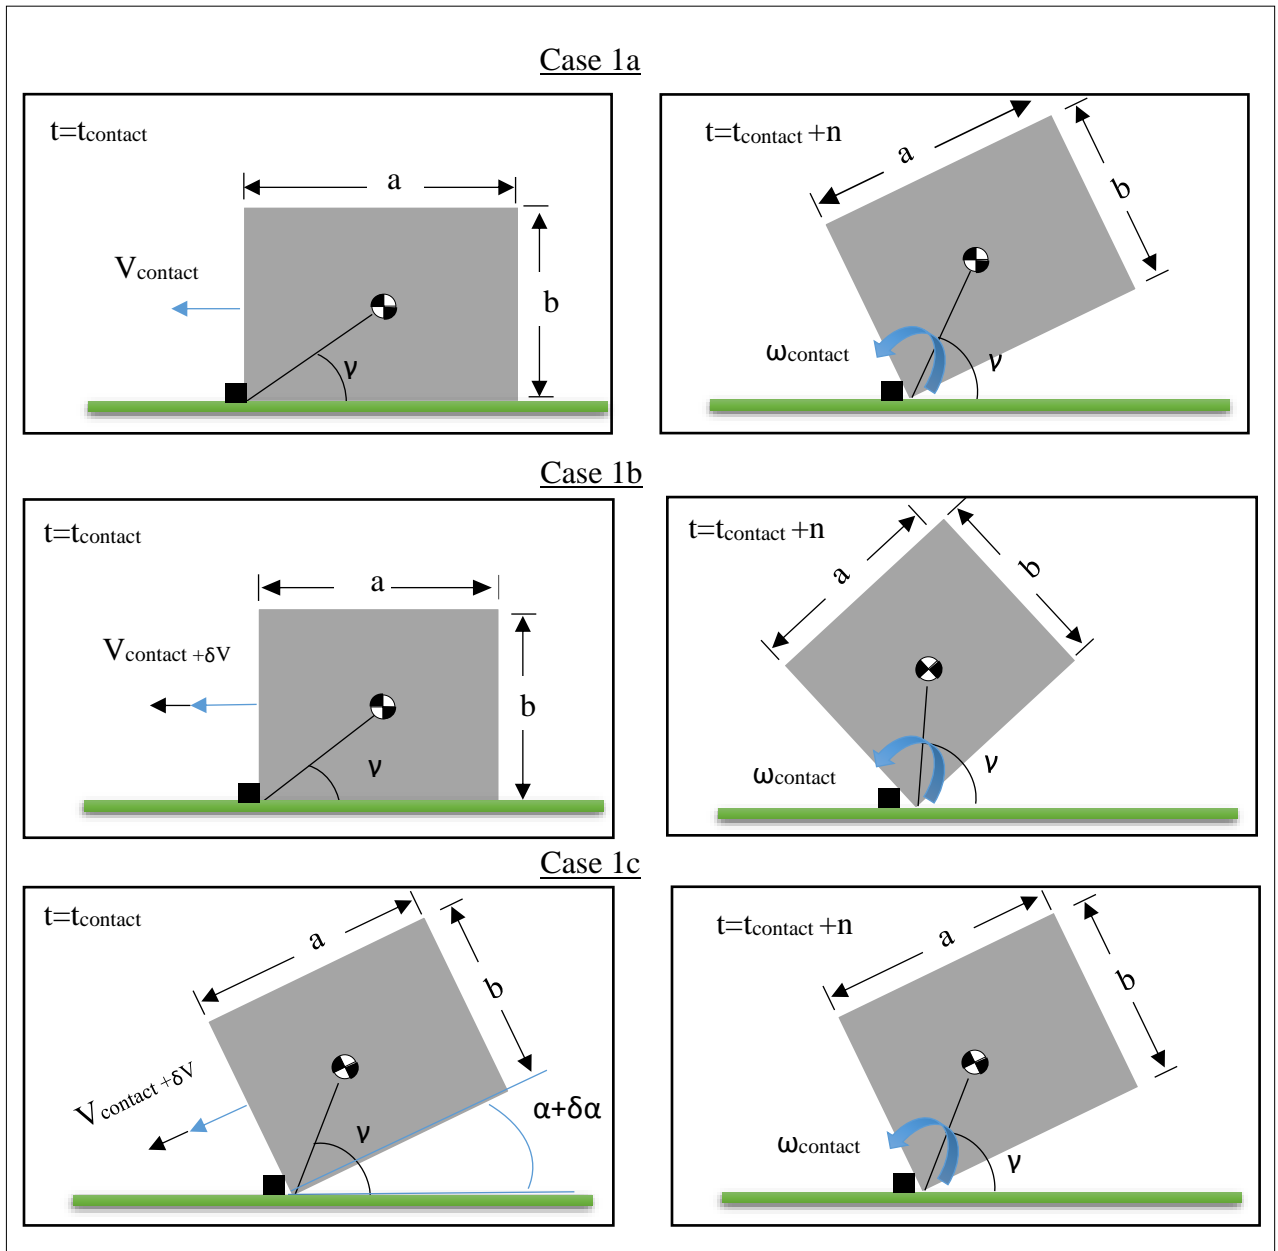 Case 1a
t=tcontact
a
b
Vcontact
γ
t=tcontact +n
a
b
ωcontact
γ
Case 1b
t=tcontact
a
b
Vcontact +δV
γ
t=tcontact +n
a
b
ωcontact
γ
Case 1c
t=tcontact
a
b
Vcontact +δV
α+δα
γ
t=tcontact +n
a
b
ωcontact
γ